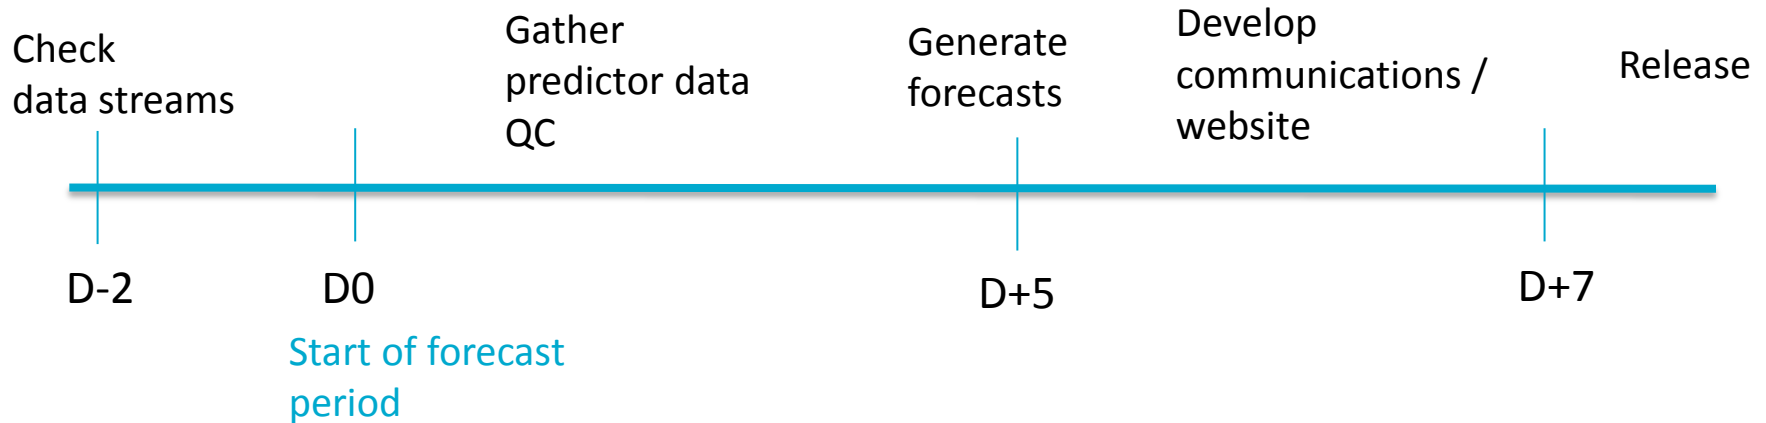 Check
data streams
Gather
predictor data
QC
Generate
forecasts
Develop
communications /
website
Release
D-2
D0
D+5
D+7
Start of forecast
period